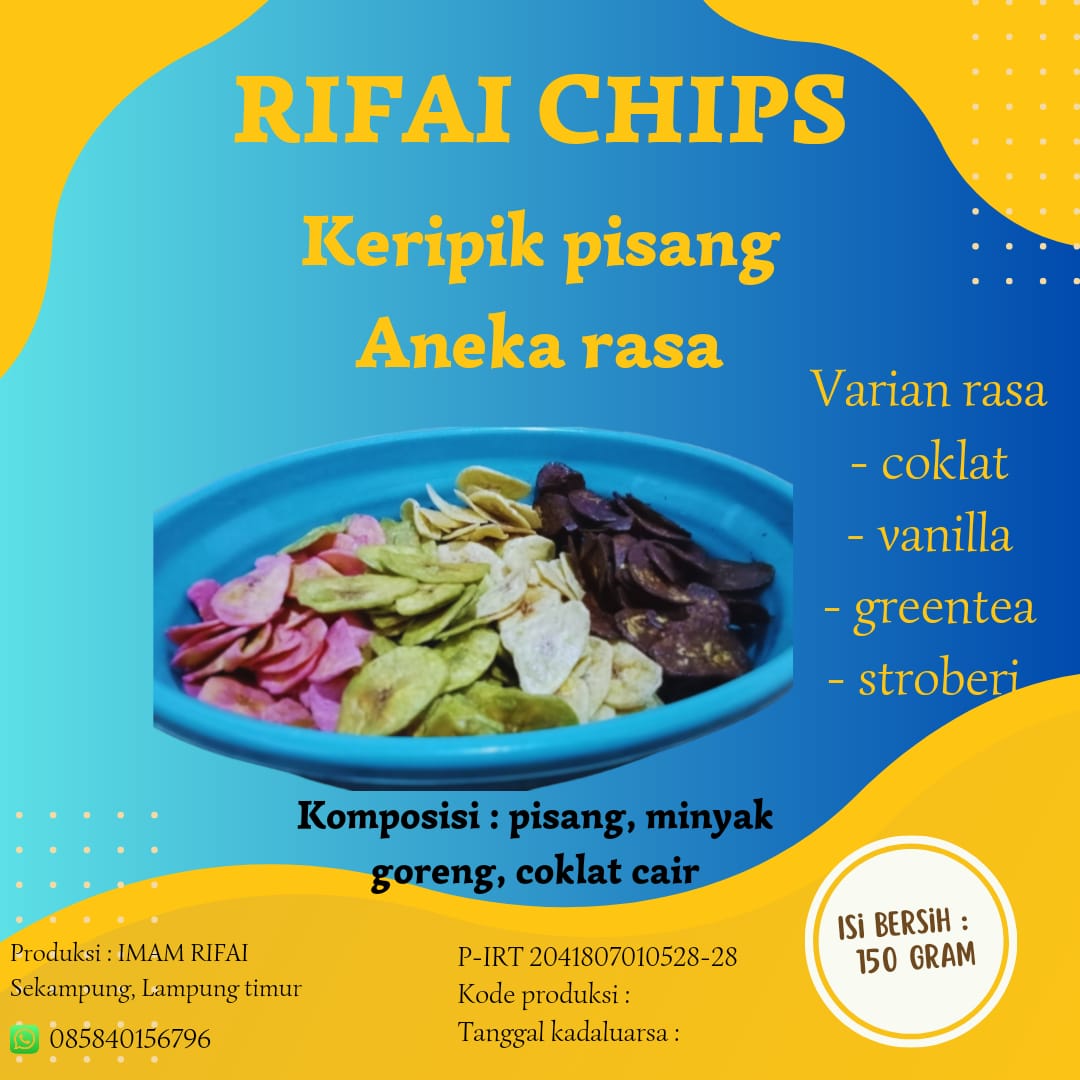 RIFAI CHIPS
Keripik pisang
Aneka rasa
Varian rasa
- coklat
- vanilla
- greentea
- stroberi
Komposisi : pisang, minyak
goreng, coklat cair
Produksi : IMAM RIFAI
Sekampung, Lampung timur
085840156796
P-IRT 2041807010528-28
Kode produksi :
Tanggal kadaluarsa :
ISi BERSiH :
150 GRAM